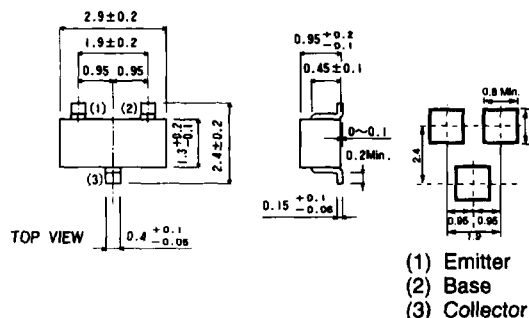 2.9±0.2
1.9±0.2
0.95 0.95
(1) (2)
1.3+0.2 -0.1
2.4±0.2
(3)
0.4 +0.1 -0.05
TOP VIEW
0.95+0.2 -0.1
0.45±0.1
0~0.1
0.2Min.
0.15 +0.1 -0.06
0.8 Min.
2.4
0.95 0.95
1.9
(1) Emitter
(2) Base
(3) Collector